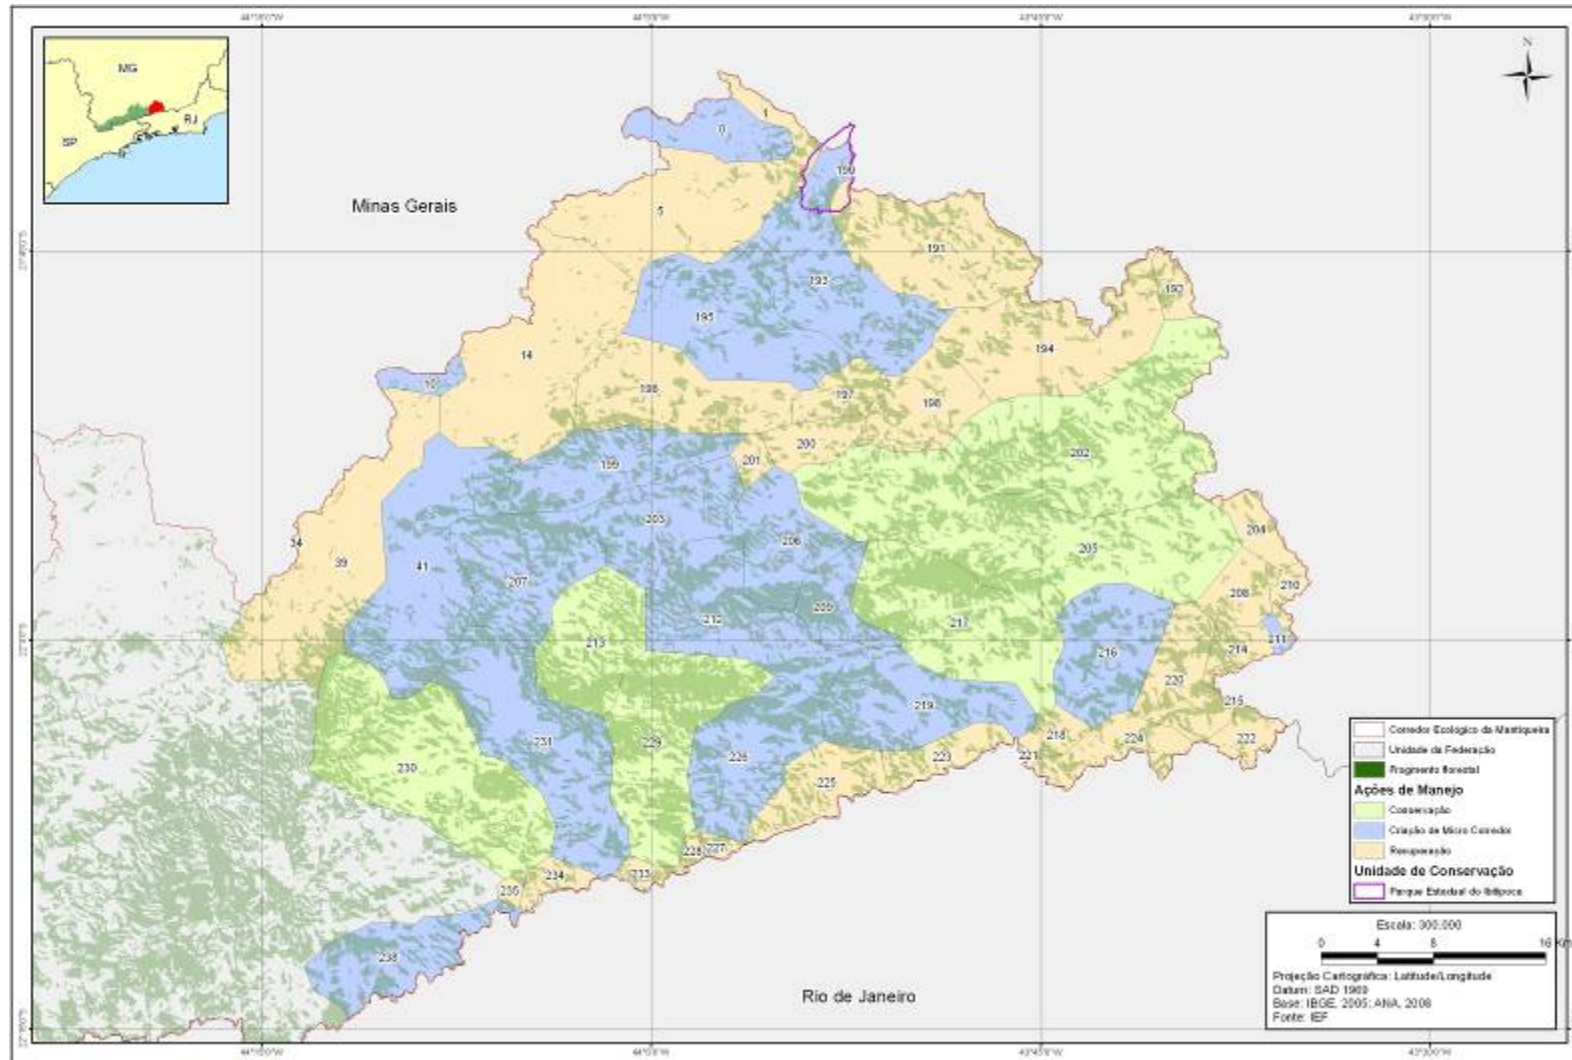 44°0'0"W
MG
SP
RJ
N
Minas Gerais
0
1
190
5
191
193
192
195
14
194
10
198
197
198
200
199
201
202
203
34
204
206
39
41
205
207
210
208
209
212
217
211
213
214
216
220
219
215
218
231
229
226
221
224
222
223
230
225
228
227
234
233
235
238
Rio de Janeiro
Corredor Ecológico da Mantiqueira
Unidade da Federação
Fragmento florestal
Ações de Manejo
Conservação
Criação de Micro Corredor
Recuperação
Unidade de Conservação
Parque Estadual do Ibitipoca
Escala: 300.000
0 4 8 16 Km
Projeção Cartográfica: Latitude/Longitude
Datum: SAD 1969
Base: IBGE, 2005; ANA, 2008
Fonte: IEF